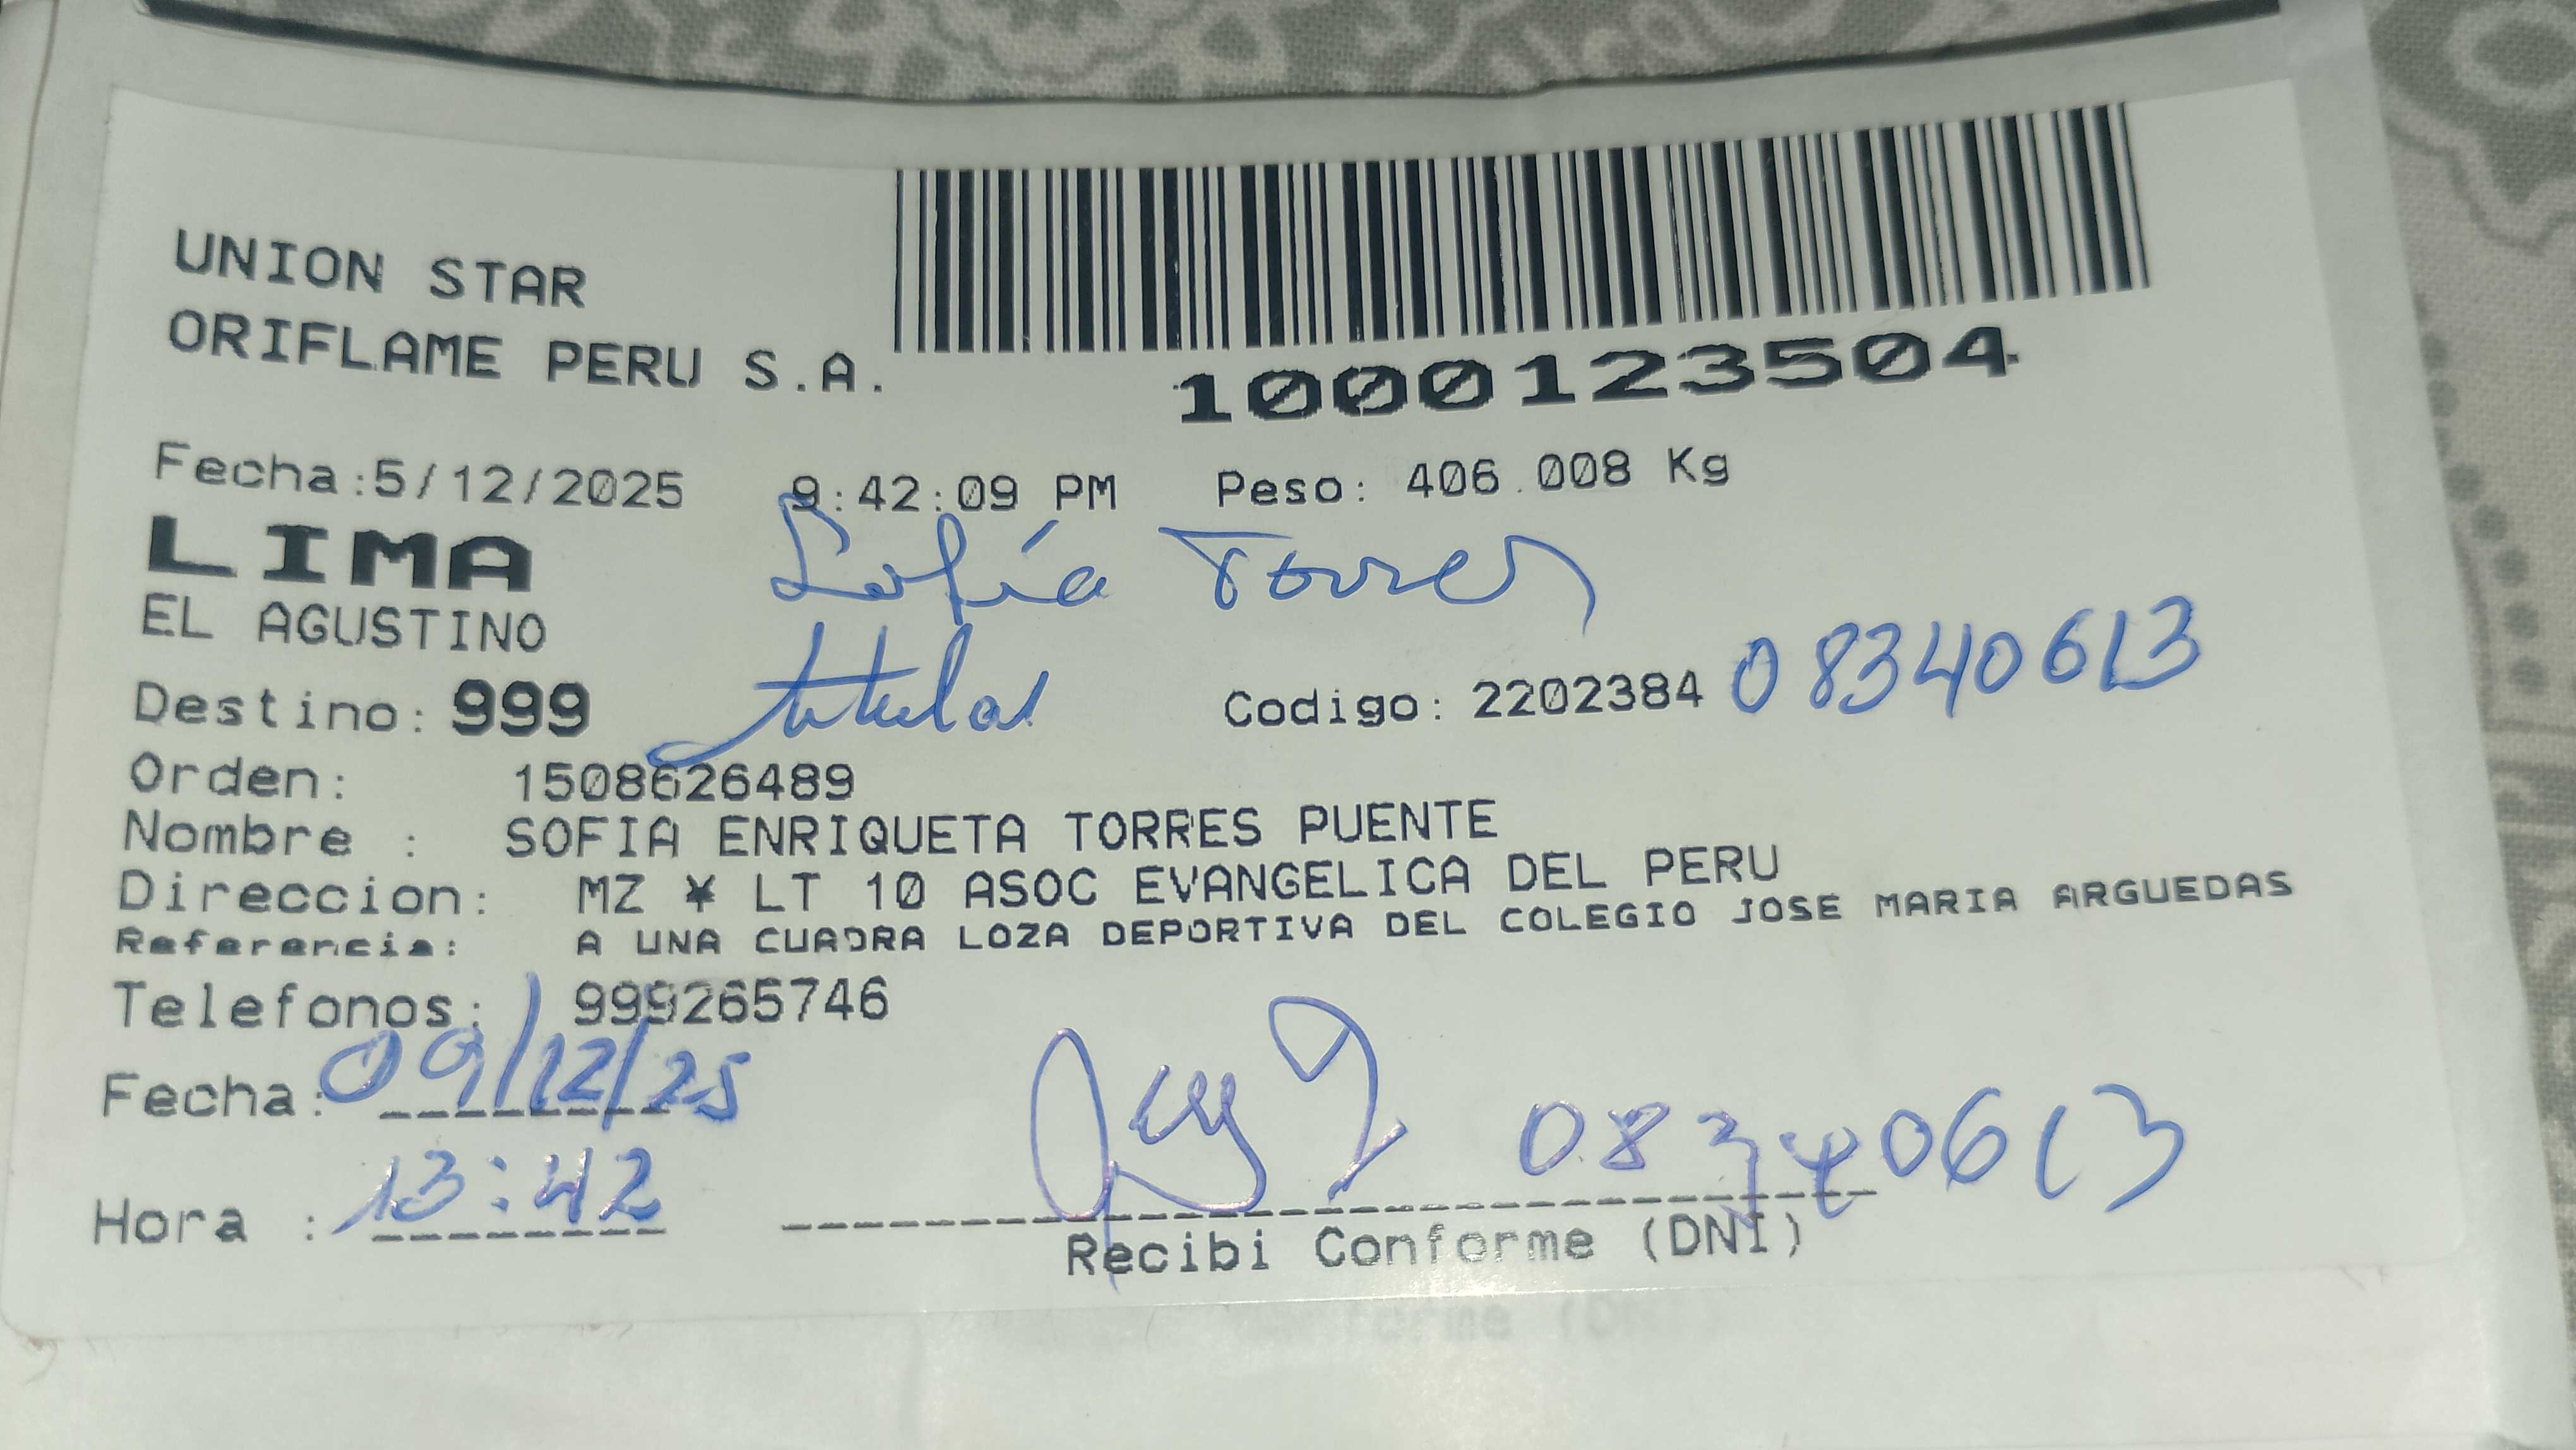 UNION STAR
ORIFLAME PERU S.A.
1000123504
Fecha:5/12/2025 9:42:09 PM Peso: 406.008 Kg
LIMA Sofía Torres
EL AGUSTINO
Destino: 999 titular Codigo: 2202384 08340613
Orden: 1508626489
Nombre : SOFIA ENRIQUETA TORRES PUENTE
Direccion: MZ ¥ LT 10 ASOC EVANGELICA DEL PERU
Referencia: A UNA CUADRA LOZA DEPORTIVA DEL COLEGIO JOSE MARIA ARGUEDAS
Telefonos: 999265746
Fecha: 09/12/25
Hora : 13:42 08340613
Recibi Conforme (DNI)